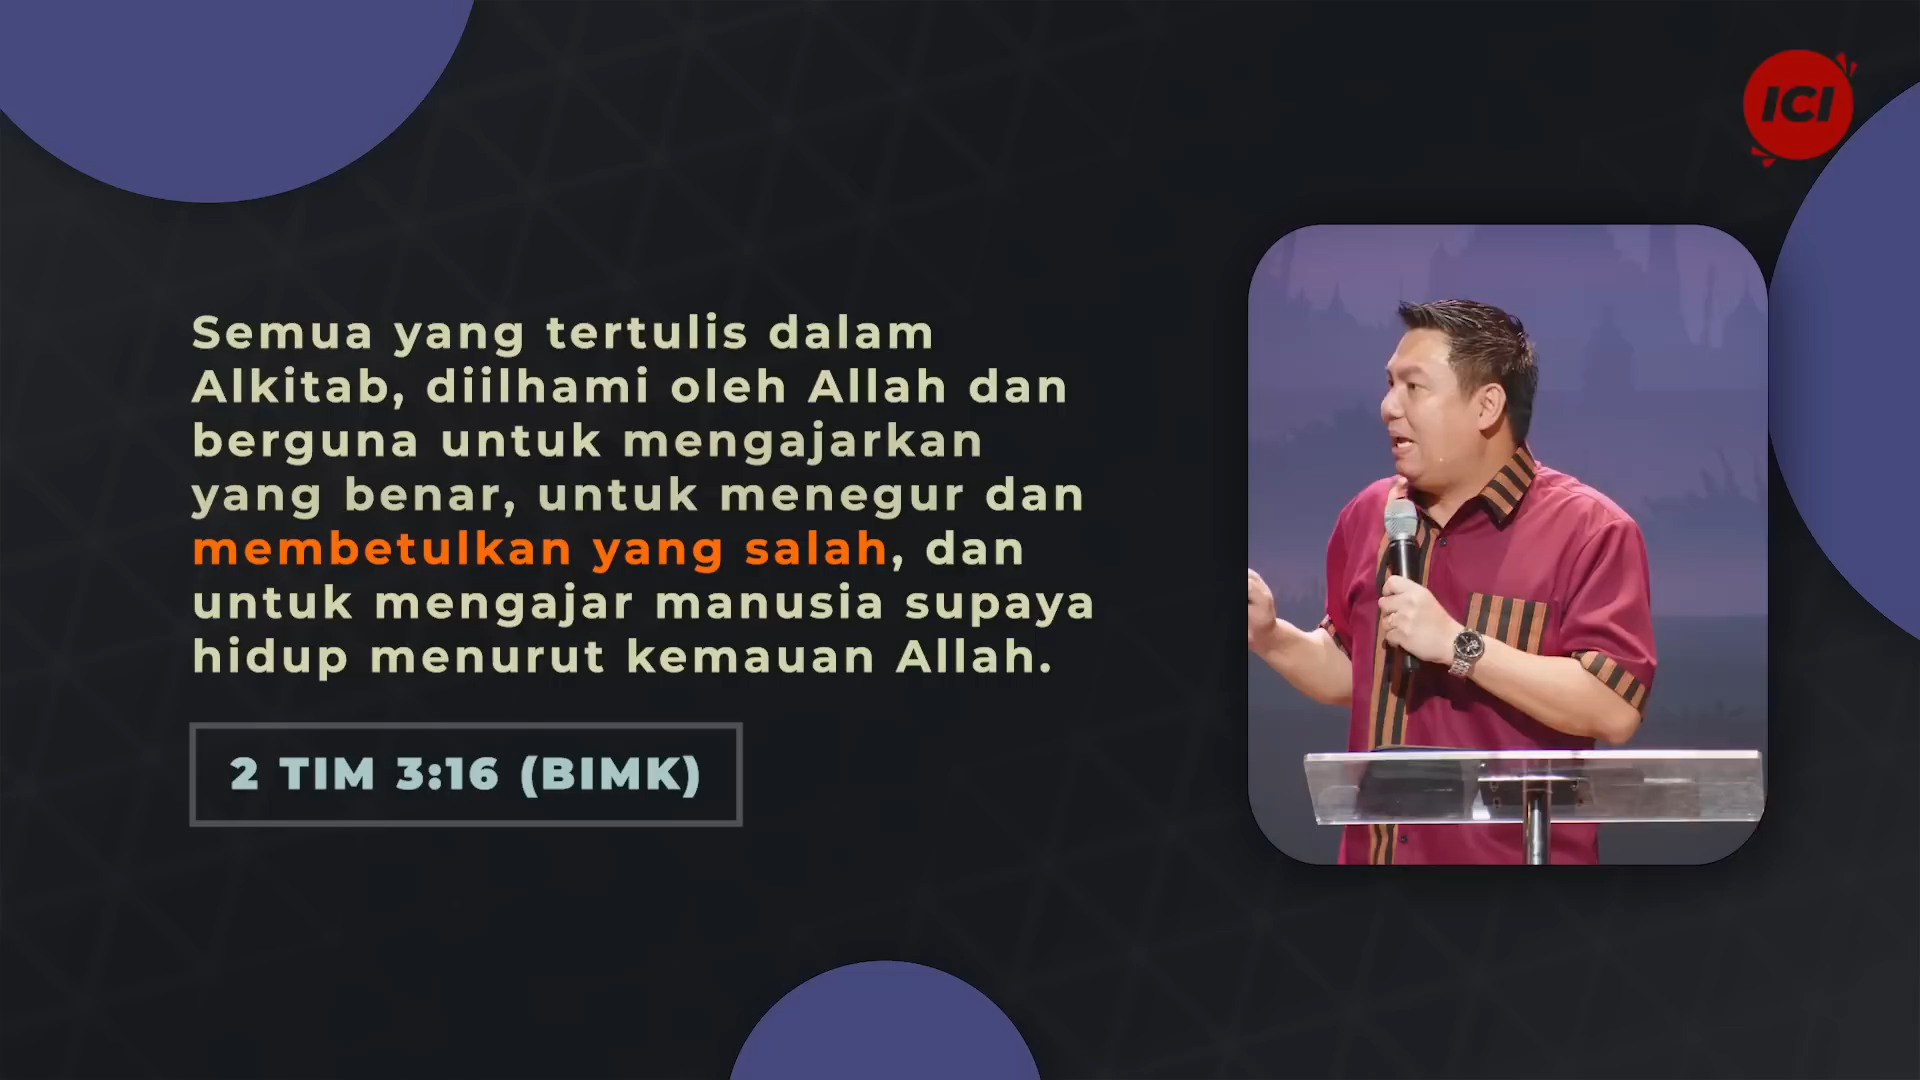 ICI
Semua yang tertulis dalam
Alkitab, diilhami oleh Allah dan
berguna untuk mengajarkan
yang benar, untuk menegur dan
membetulkan yang salah, dan
untuk mengajar manusia supaya
hidup menurut kemauan Allah.
2 TIM 3:16 (BIMK)